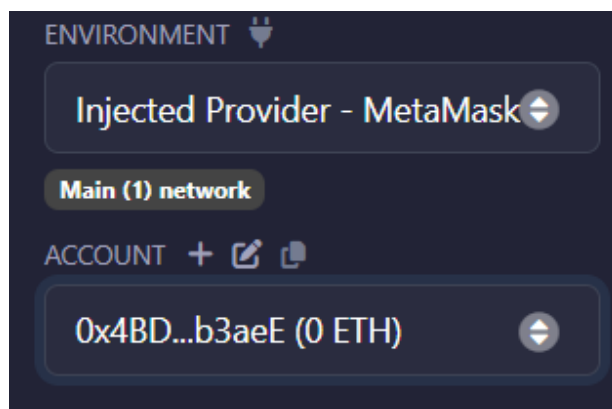 ENVIRONMENT
Injected Provider - MetaMask
Main (1) network
ACCOUNT +
0x4BD...b3aeE (0 ETH)